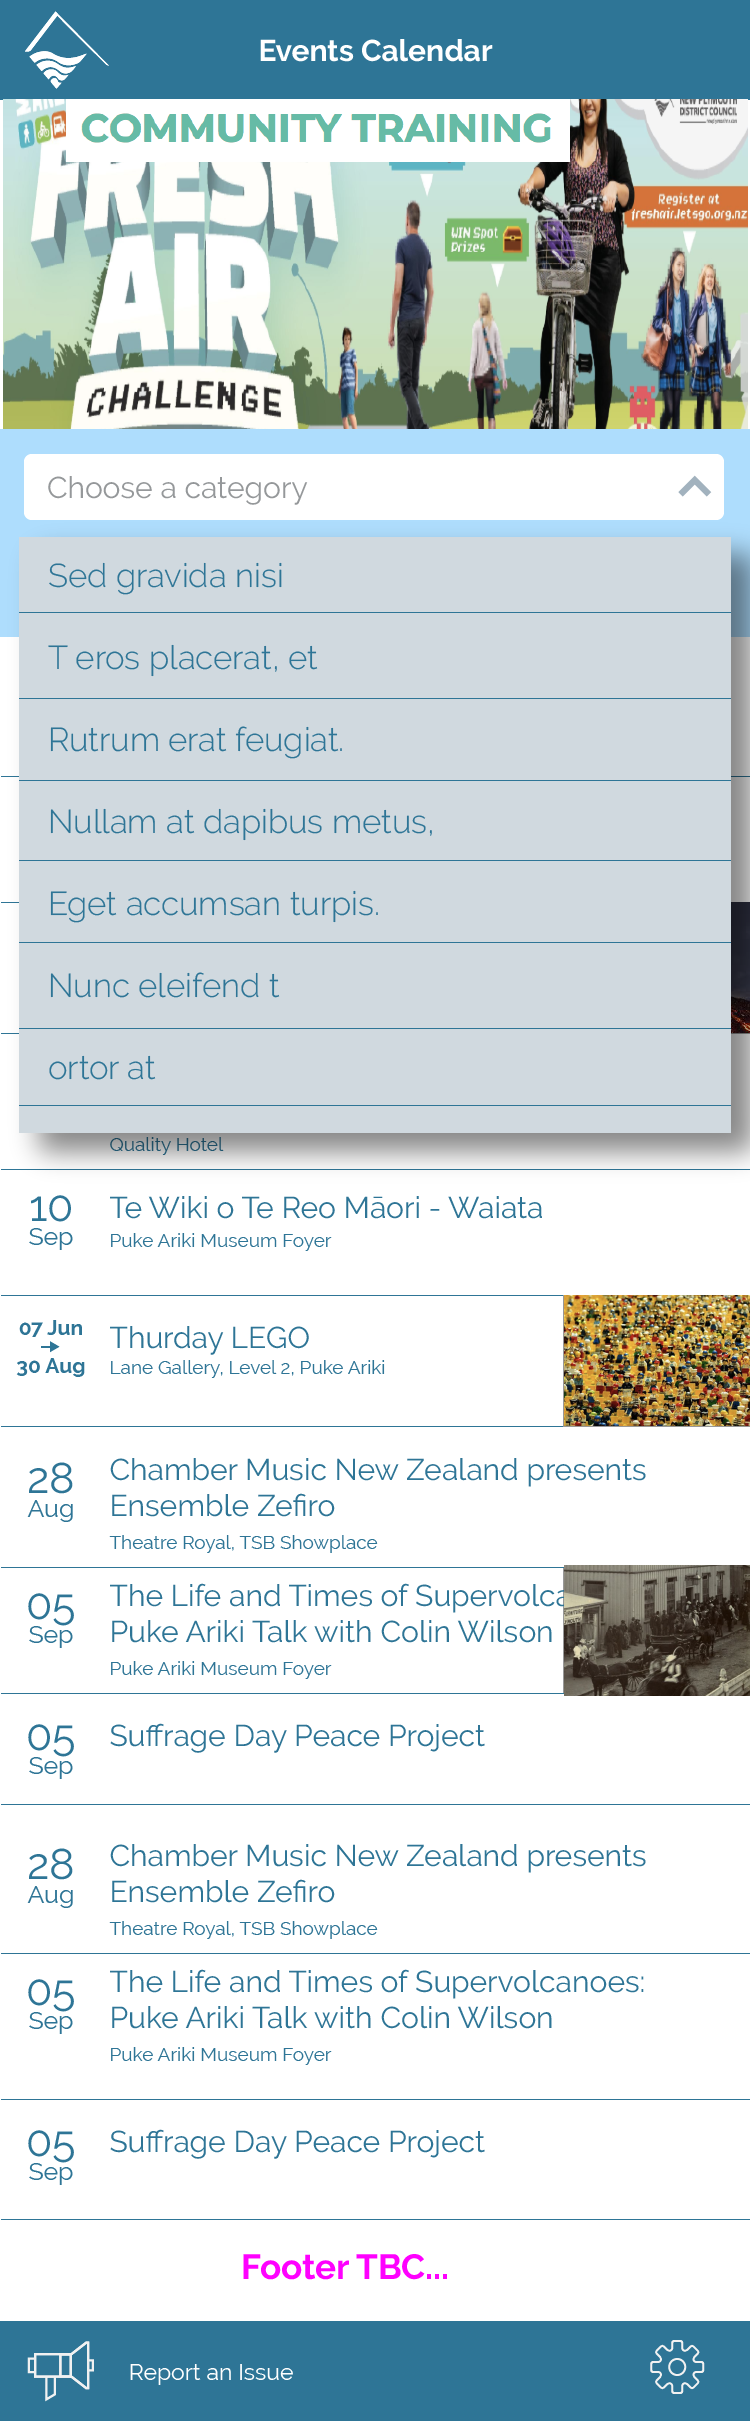 Events Calendar
NEW PLYMOUTH
DISTRICT COUNCIL
COMMUNITY TRAINING
FRESH
AIR
CHALLENGE
WIN Spot
Prizes
Register at
freshair.letsgo.org.nz
Choose a category
Sed gravida nisi
T eros placerat, et
Rutrum erat feugiat.
Nullam at dapibus metus,
Eget accumsan turpis.
Nunc eleifend t
ortor at
Quality Hotel
10
Sep
Te Wiki o Te Reo Māori - Waiata
Puke Ariki Museum Foyer
07 Jun
30 Aug
Thurday LEGO
Lane Gallery, Level 2, Puke Ariki
28
Aug
Chamber Music New Zealand presents
Ensemble Zefiro
Theatre Royal, TSB Showplace
05
Sep
The Life and Times of Supervolca
Puke Ariki Talk with Colin Wilson
Puke Ariki Museum Foyer
05
Sep
Suffrage Day Peace Project
28
Aug
Chamber Music New Zealand presents
Ensemble Zefiro
Theatre Royal, TSB Showplace
05
Sep
The Life and Times of Supervolcanoes:
Puke Ariki Talk with Colin Wilson
Puke Ariki Museum Foyer
05
Sep
Suffrage Day Peace Project
Footer TBC...
Report an Issue